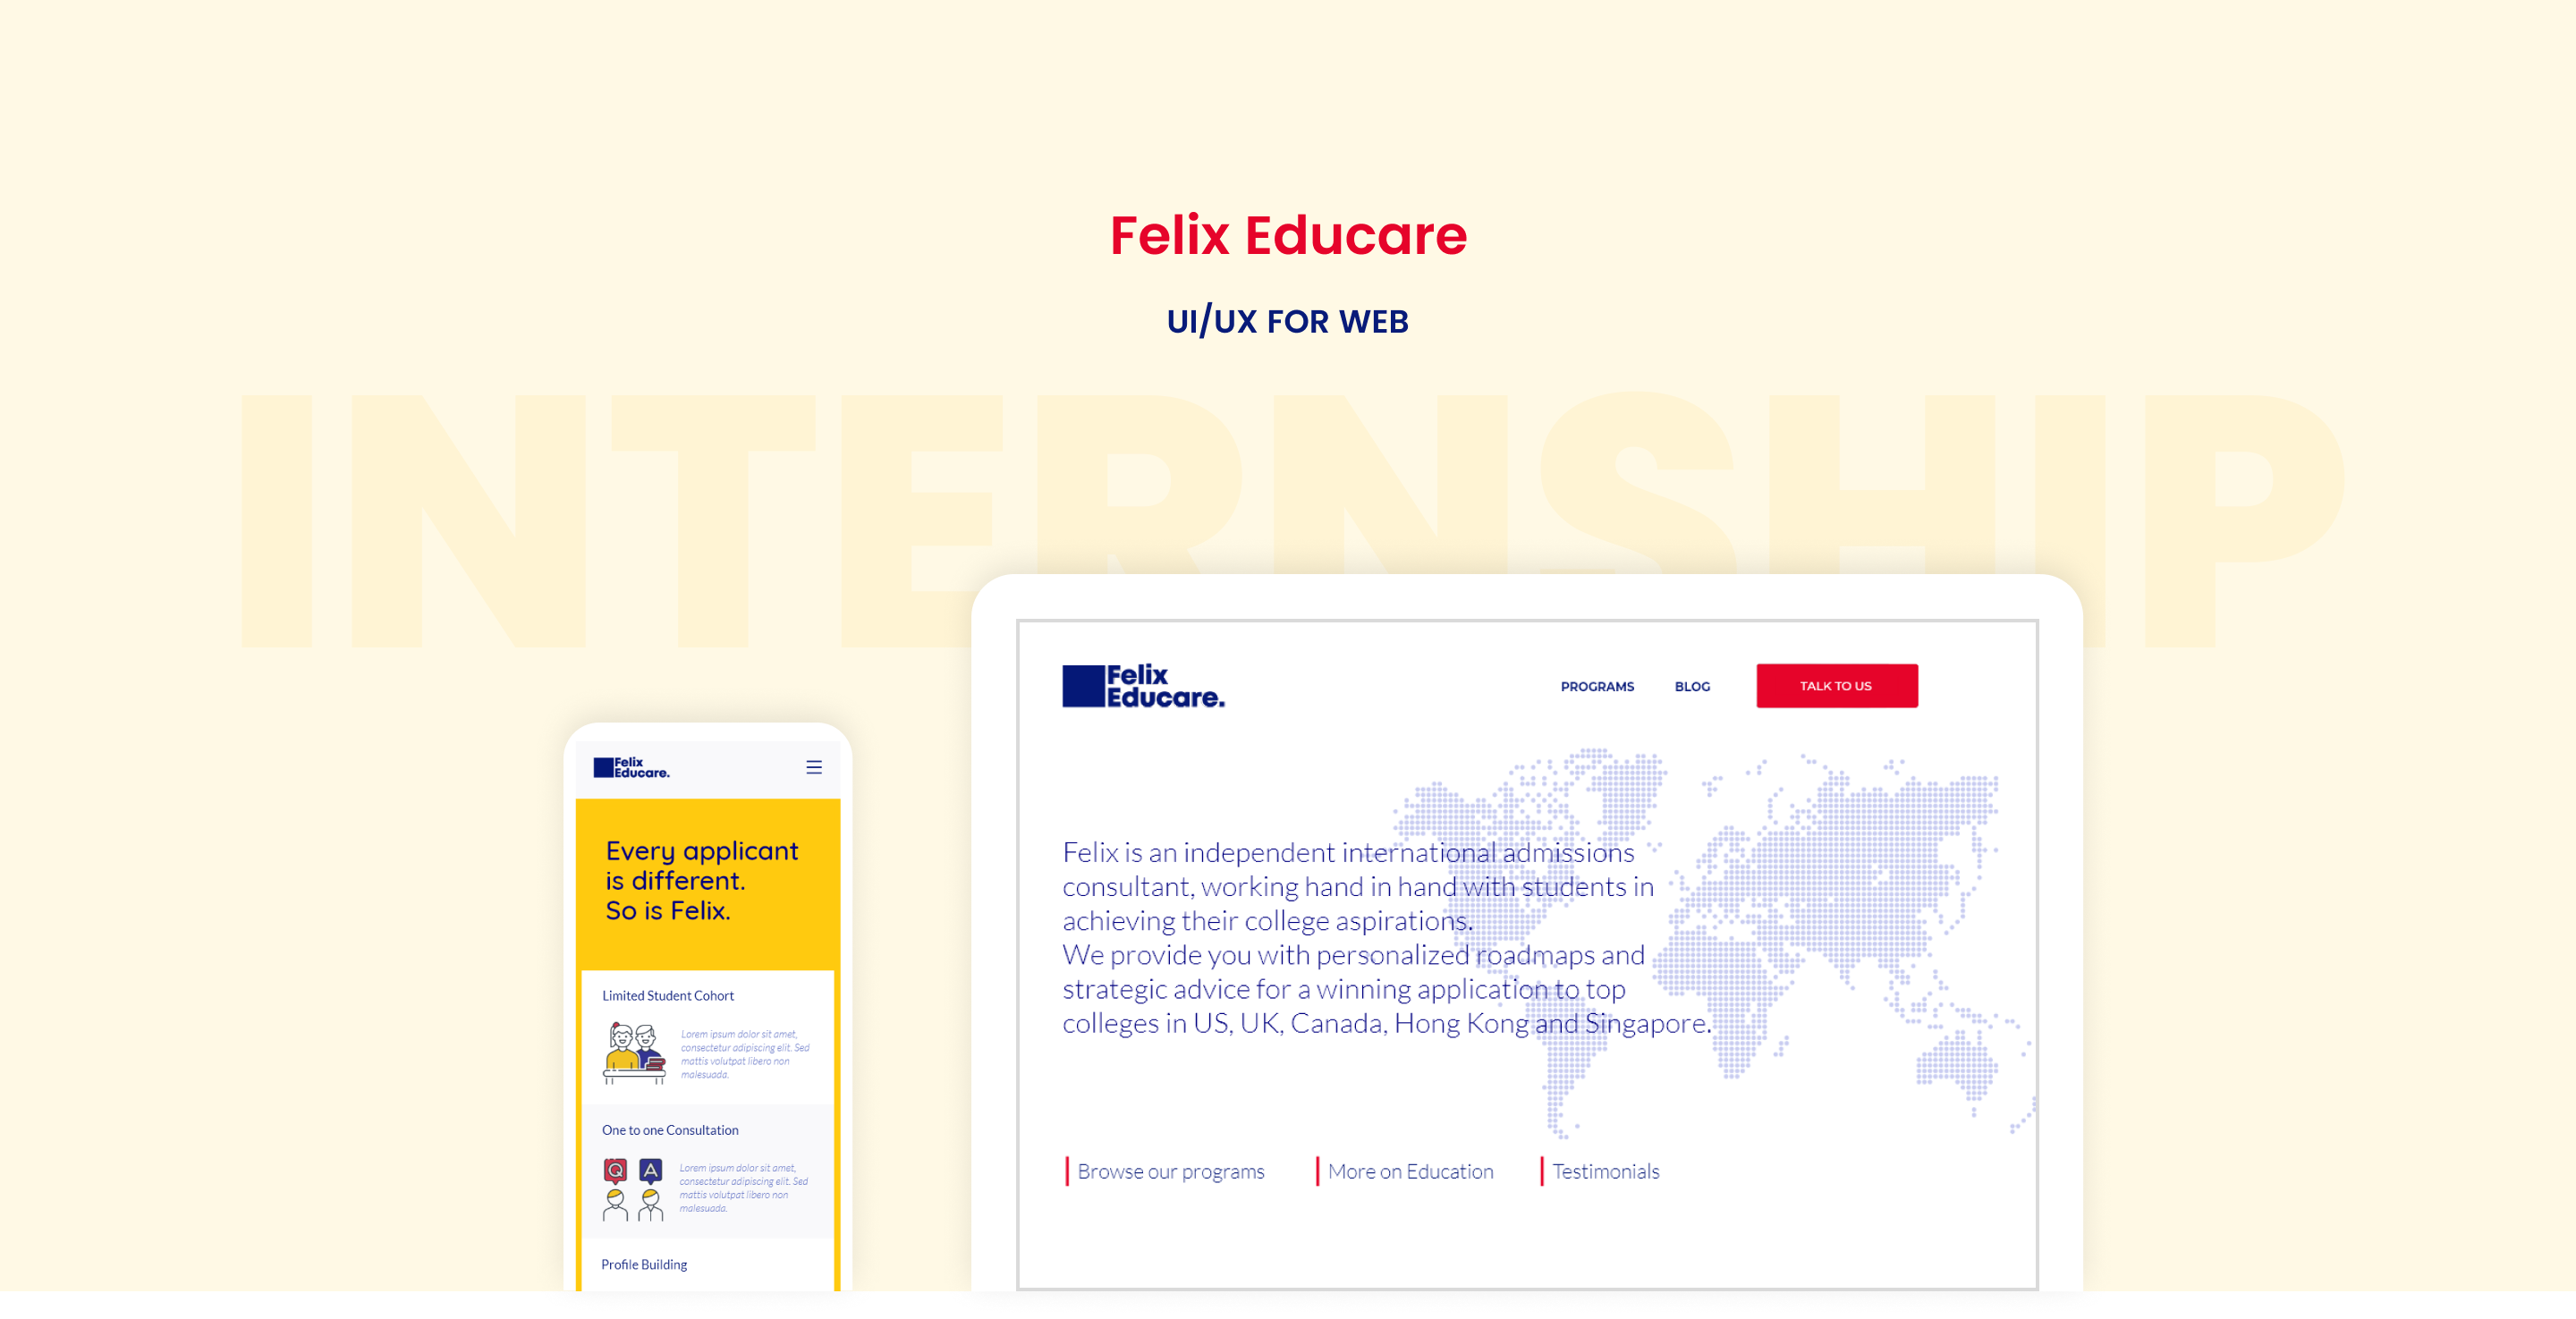 Felix Educare
UI/UX FOR WEB
INTERNSHIP
Felix
Educare.
Every applicant
is different.
So is Felix.
Limited Student Cohort
Lorem ipsum dolor sit amet,
consectetur adipiscing elit. Sed
mattis volutpat libero non
malesuada.
One to one Consultation
Q A
Lorem ipsum dolor sit amet,
consectetur adipiscing elit. Sed
mattis volutpat libero non
malesuada.
Profile Building
Felix
Educare.
PROGRAMS BLOG TALK TO US
Felix is an independent international admissions
consultant, working hand in hand with students in
achieving their college aspirations.
We provide you with personalized roadmaps and
strategic advice for a winning application to top
colleges in US, UK, Canada, Hong Kong and Singapore.
Browse our programs More on Education Testimonials